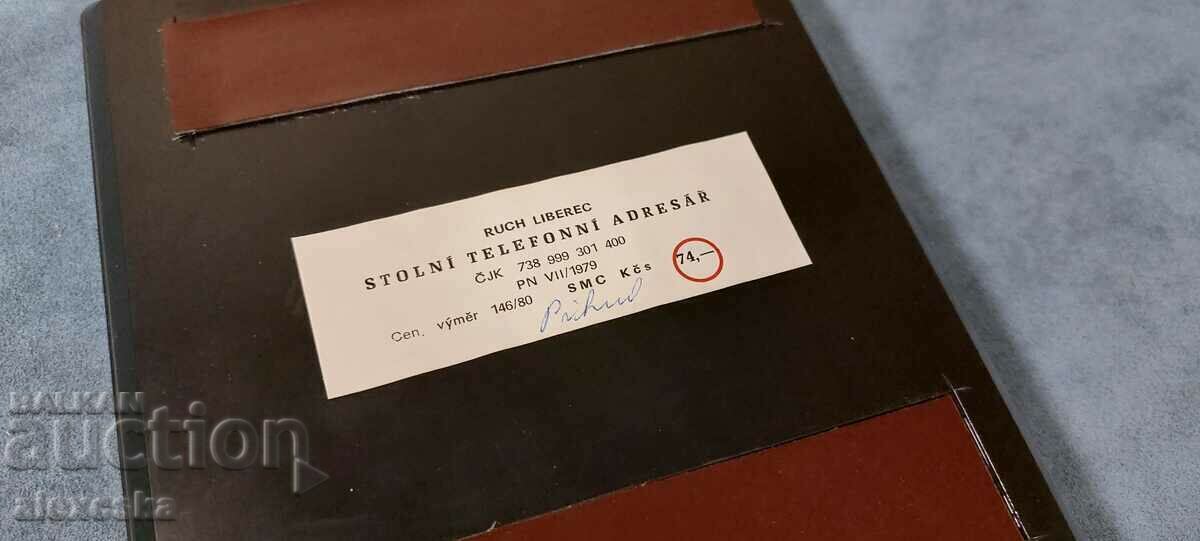 RUCH LIBEREC
STOLNÍ TELEFONNÍ ADRESÁŘ
ČJK 738 999 301 400
PN VII/1979
Cen. výměr 146/80 SMC Kčs 74,—
BALKAN
auction
alexceska